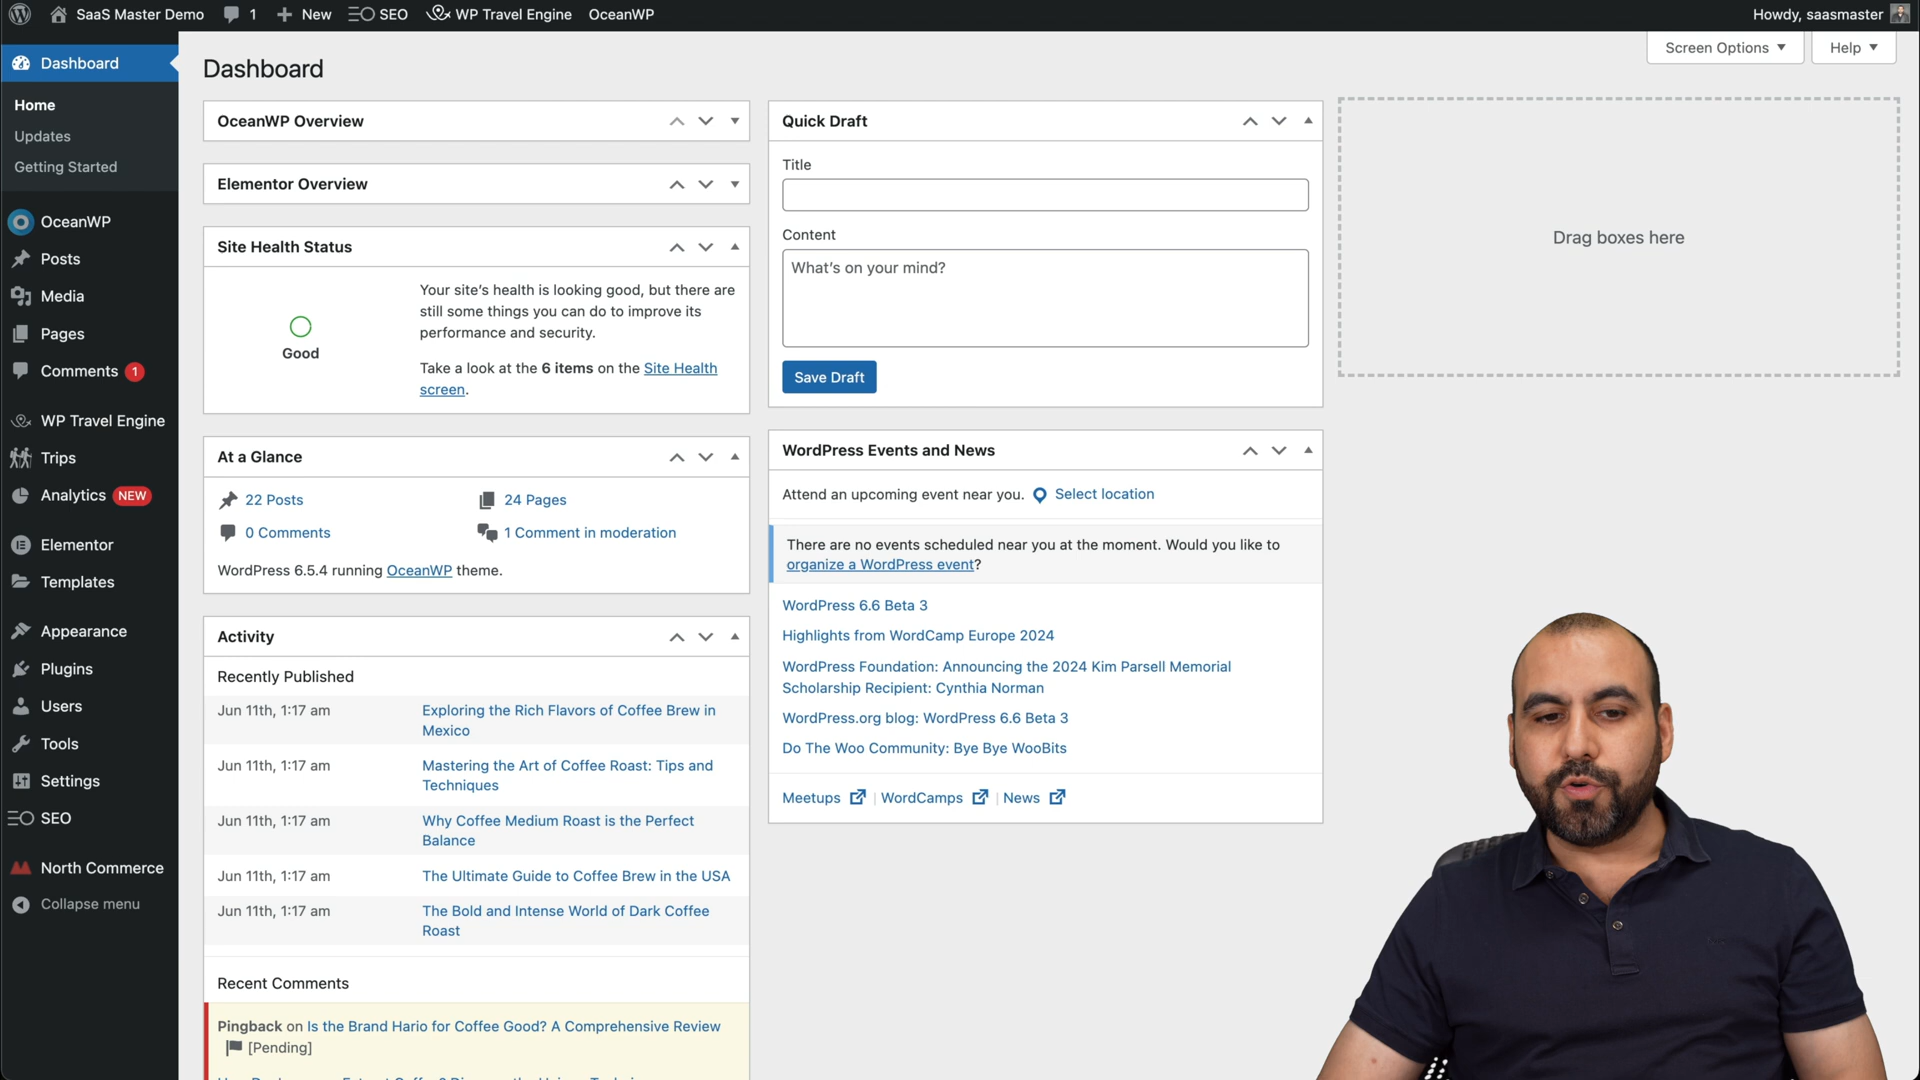 SaaS Master Demo 1 New SEO WP Travel Engine OceanWP Howdy, saasmaster
Screen Options Help
Dashboard
Home
Updates
Getting Started
OceanWP
Posts
Media
Pages
Comments 1
WP Travel Engine
Trips
Analytics NEW
Elementor
Templates
Appearance
Plugins
Users
Tools
Settings
SEO
North Commerce
Collapse menu
Dashboard
OceanWP Overview
Elementor Overview
Site Health Status
Good
Your site's health is looking good, but there are
still some things you can do to improve its
performance and security.
Take a look at the 6 items on the Site Health
screen.
At a Glance
22 Posts
24 Pages
0 Comments
1 Comment in moderation
WordPress 6.5.4 running OceanWP theme.
Activity
Recently Published
Jun 11th, 1:17 am Exploring the Rich Flavors of Coffee Brew in
Mexico
Jun 11th, 1:17 am Mastering the Art of Coffee Roast: Tips and
Techniques
Jun 11th, 1:17 am Why Coffee Medium Roast is the Perfect
Balance
Jun 11th, 1:17 am The Ultimate Guide to Coffee Brew in the USA
Jun 11th, 1:17 am The Bold and Intense World of Dark Coffee
Roast
Recent Comments
Pingback on Is the Brand Hario for Coffee Good? A Comprehensive Review
[Pending]
Quick Draft
Title
Content
What's on your mind?
Save Draft
WordPress Events and News
Attend an upcoming event near you. Select location
There are no events scheduled near you at the moment. Would you like to
organize a WordPress event?
WordPress 6.6 Beta 3
Highlights from WordCamp Europe 2024
WordPress Foundation: Announcing the 2024 Kim Parsell Memorial
Scholarship Recipient: Cynthia Norman
WordPress.org blog: WordPress 6.6 Beta 3
Do The Woo Community: Bye Bye WooBits
Meetups | WordCamps | News
Drag boxes here